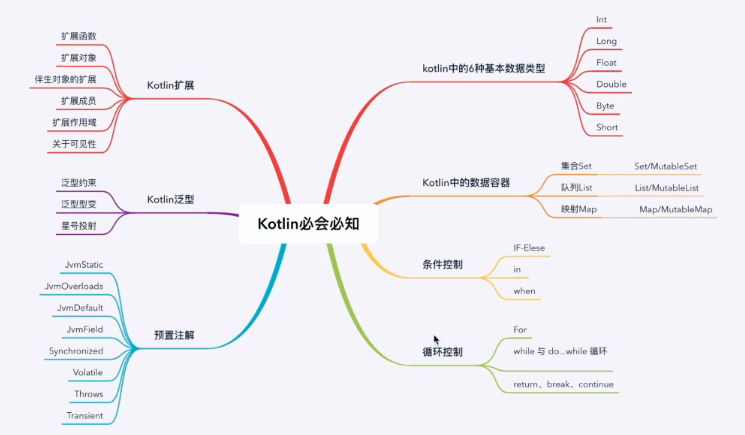 Kotlin必会必知
Kotlin扩展
扩展函数
扩展对象
伴生对象的扩展
扩展成员
扩展作用域
关于可见性
Kotlin泛型
泛型约束
泛型型变
星号投射
预置注解
JvmStatic
JvmOverloads
JvmDefault
JvmField
Synchronized
Volatile
Throws
Transient
kotlin中的6种基本数据类型
Int
Long
Float
Double
Byte
Short
Kotlin中的数据容器
集合Set Set/MutableSet
队列List List/MutableList
映射Map Map/MutableMap
条件控制
IF-Elese
in
when
循环控制
For
while 与 do...while 循环
return、break、continue